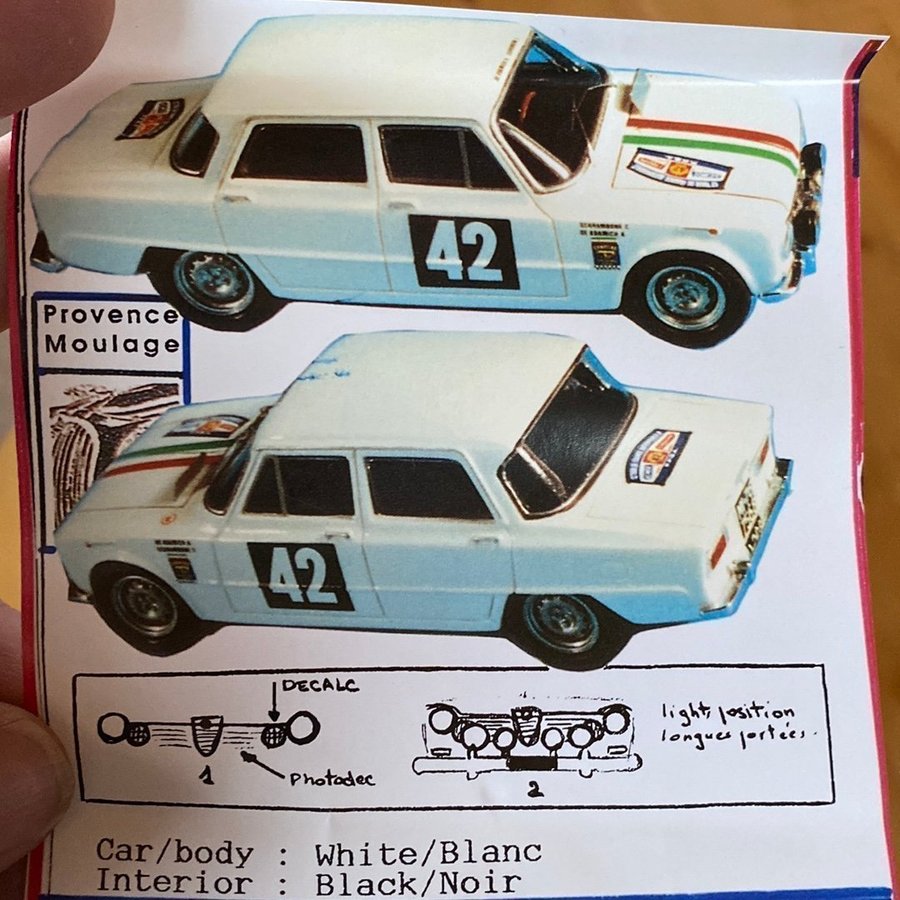 42
Provence
Moulage
42
DECALC
1
Photodec
2
light position
longues portées.
Car/body : White/Blanc
Interior : Black/Noir